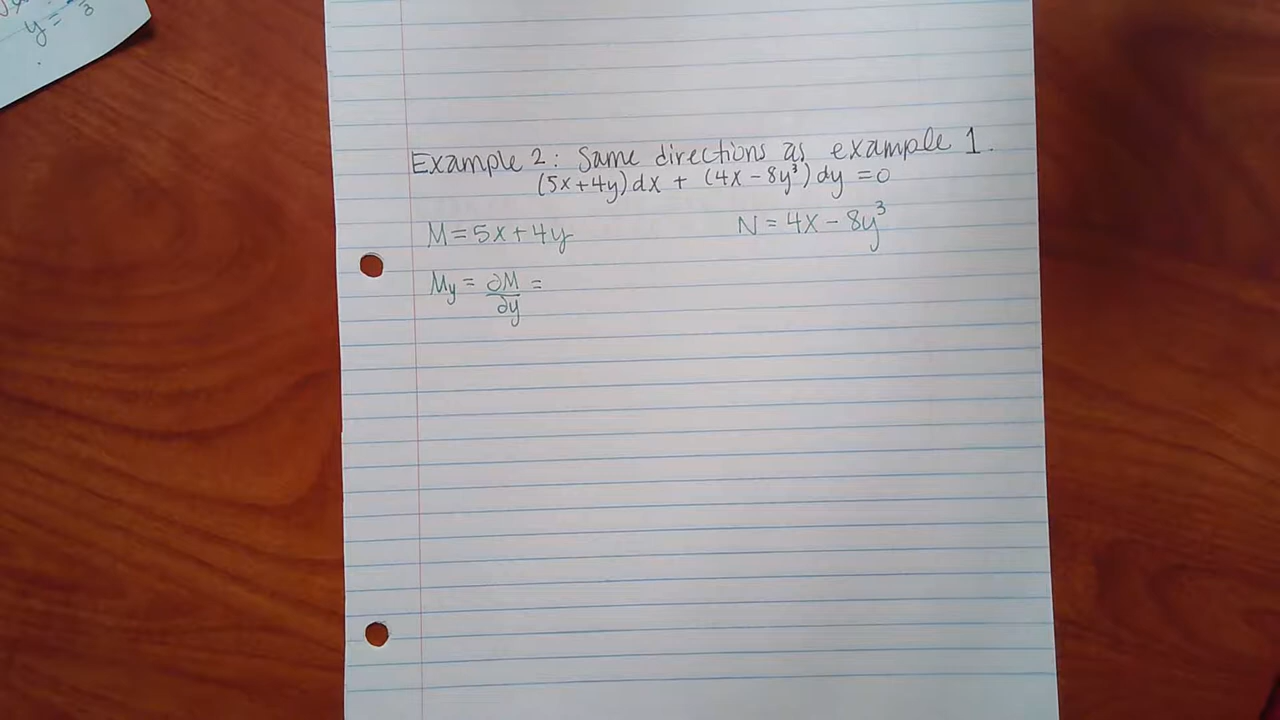 y =
Example 2: Same directions as example 1.
(5x+4y)dx + (4x-8y³)dy = 0
M = 5x+4y N = 4x-8y³
My = ∂M/∂y =